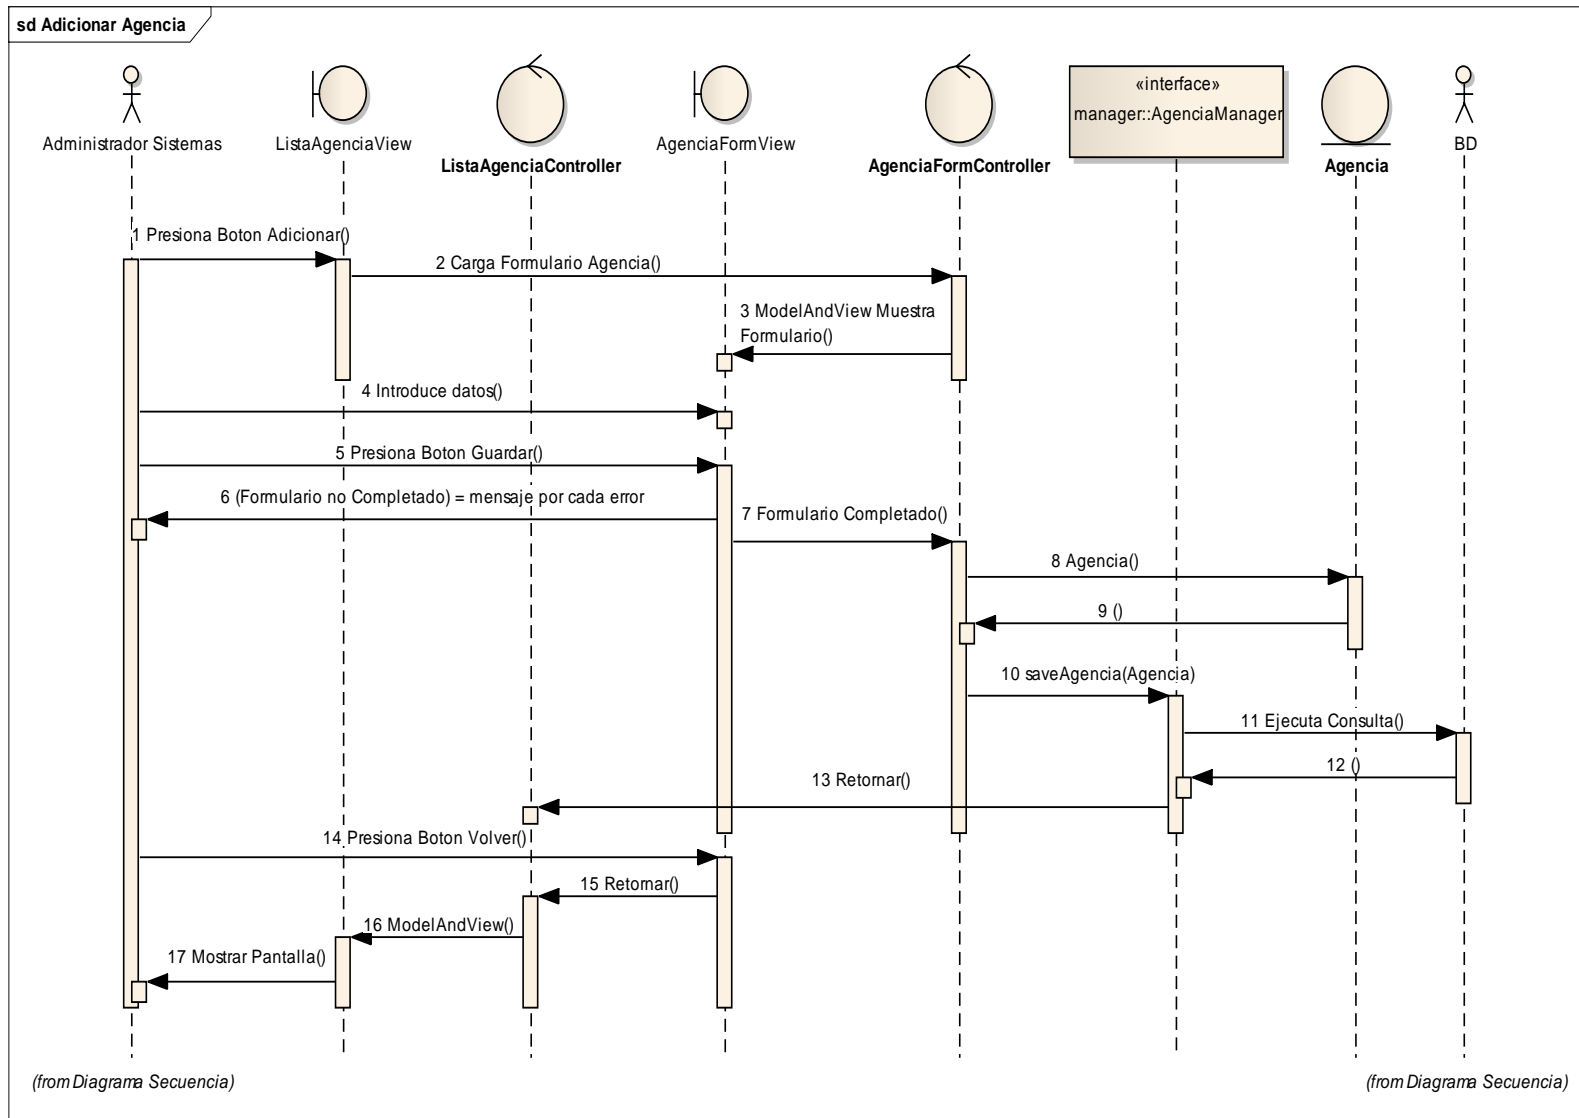 sd Adicionar Agencia
«interface»
manager::AgenciaManager
Administrador Sistemas
ListaAgenciaView
AgenciaFormView
BD
ListaAgenciaController
AgenciaFormController
Agencia
1 Presiona Boton Adicionar()
2 Carga Formulario Agencia()
3 ModelAndView Muestra
Formulario()
4 Introduce datos()
5 Presiona Boton Guardar()
6 (Formulario no Completado) = mensaje por cada error
7 Formulario Completado()
8 Agencia()
9 ()
10 saveAgencia(Agencia)
11 Ejecuta Consulta()
12 ()
13 Retornar()
14 Presiona Boton Volver()
15 Retornar()
16 ModelAndView()
17 Mostrar Pantalla()
(from Diagrama Secuencia)
(from Diagrama Secuencia)